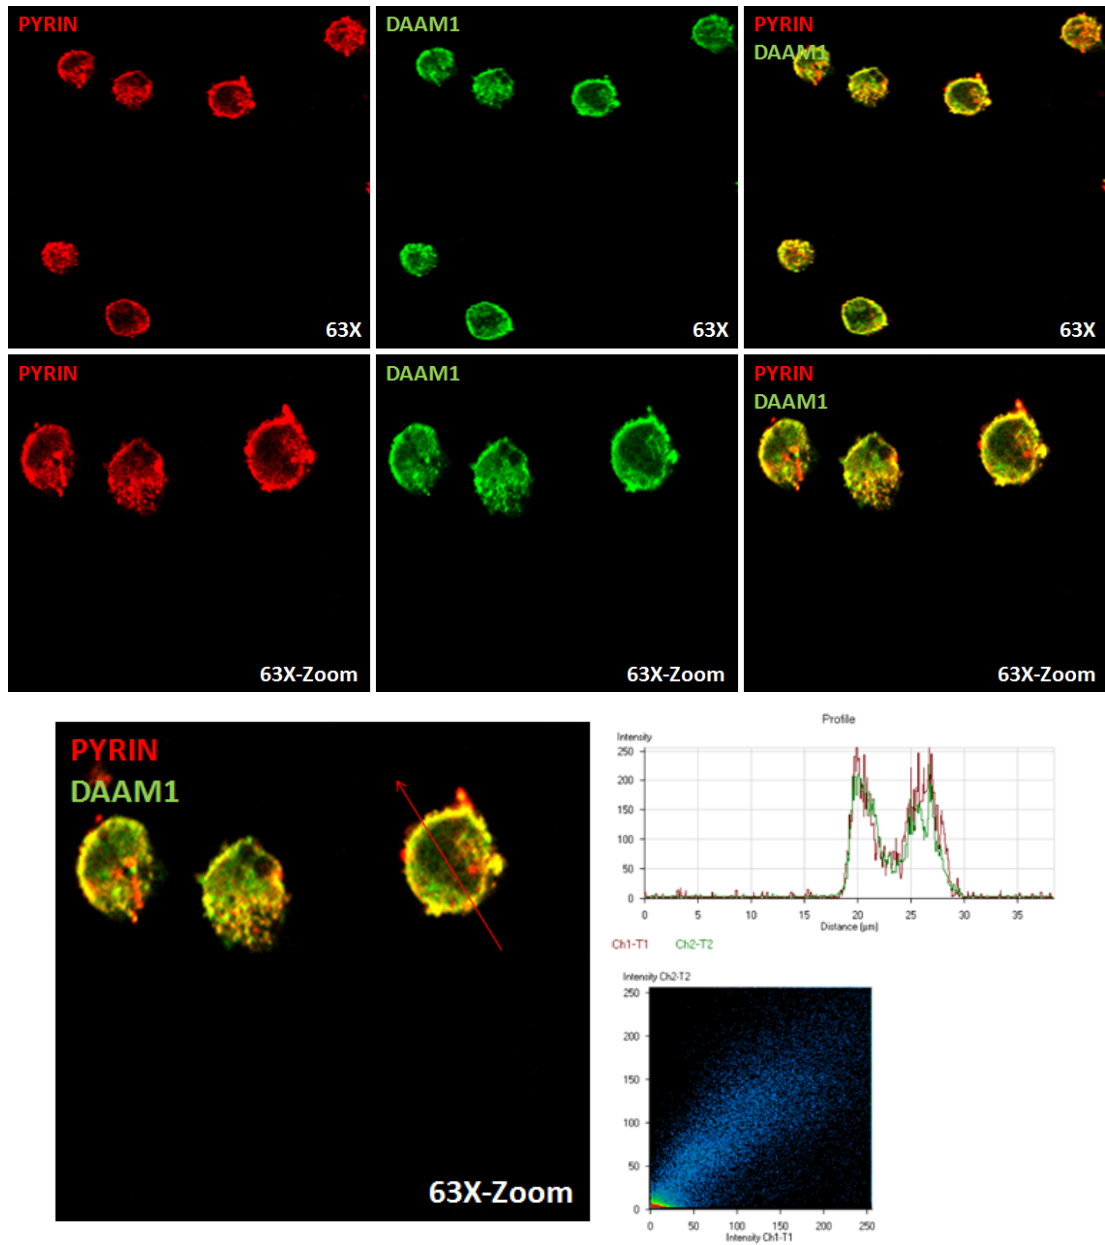 PYRIN
DAAM1
PYRIN
DAAM1
63X
63X
63X
PYRIN
DAAM1
PYRIN
DAAM1
63X-Zoom
63X-Zoom
63X-Zoom
PYRIN
DAAM1
63X-Zoom
Profile
Intensity
250
200
150
100
50
0
0 5 10 15 20 25 30 35
Distance (µm)
Ch1-T1 Ch2-T2
Intensity Ch2-T2
250
200
150
100
50
0
0 50 100 150 200 250
Intensity Ch1-T1